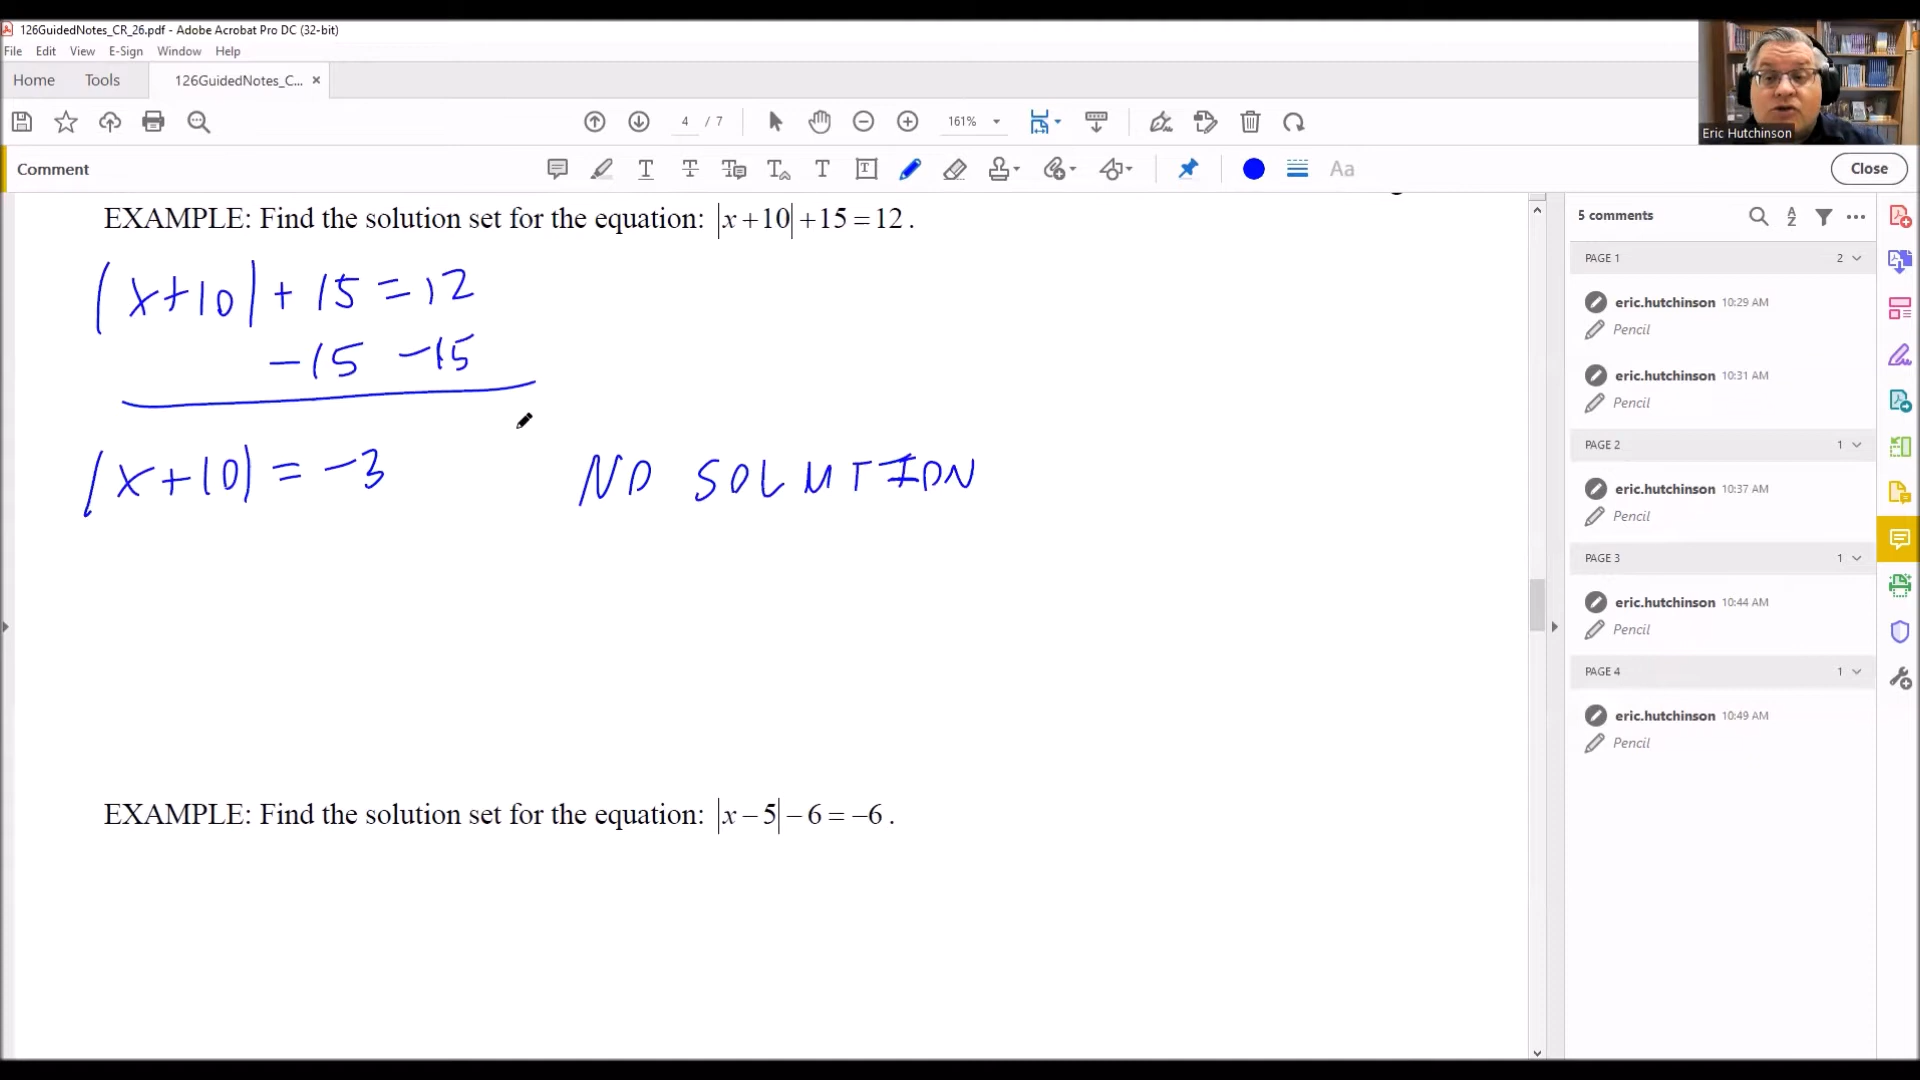 126GuidedNotes_CR_26.pdf - Adobe Acrobat Pro DC (32-bit)
File Edit View E-Sign Window Help
Home Tools 126GuidedNotes_C... ×
4 / 7 161%
Eric Hutchinson
Comment T T T T T Aa Close
EXAMPLE: Find the solution set for the equation: |x+10|+15=12.
|x+10|+15=12
-15 -15
|x+10|=-3 NO SOLUTION
EXAMPLE: Find the solution set for the equation: |x-5|-6=-6.
5 comments
PAGE 1 2
eric.hutchinson 10:29 AM
Pencil
eric.hutchinson 10:31 AM
Pencil
PAGE 2 1
eric.hutchinson 10:37 AM
Pencil
PAGE 3 1
eric.hutchinson 10:44 AM
Pencil
PAGE 4 1
eric.hutchinson 10:49 AM
Pencil